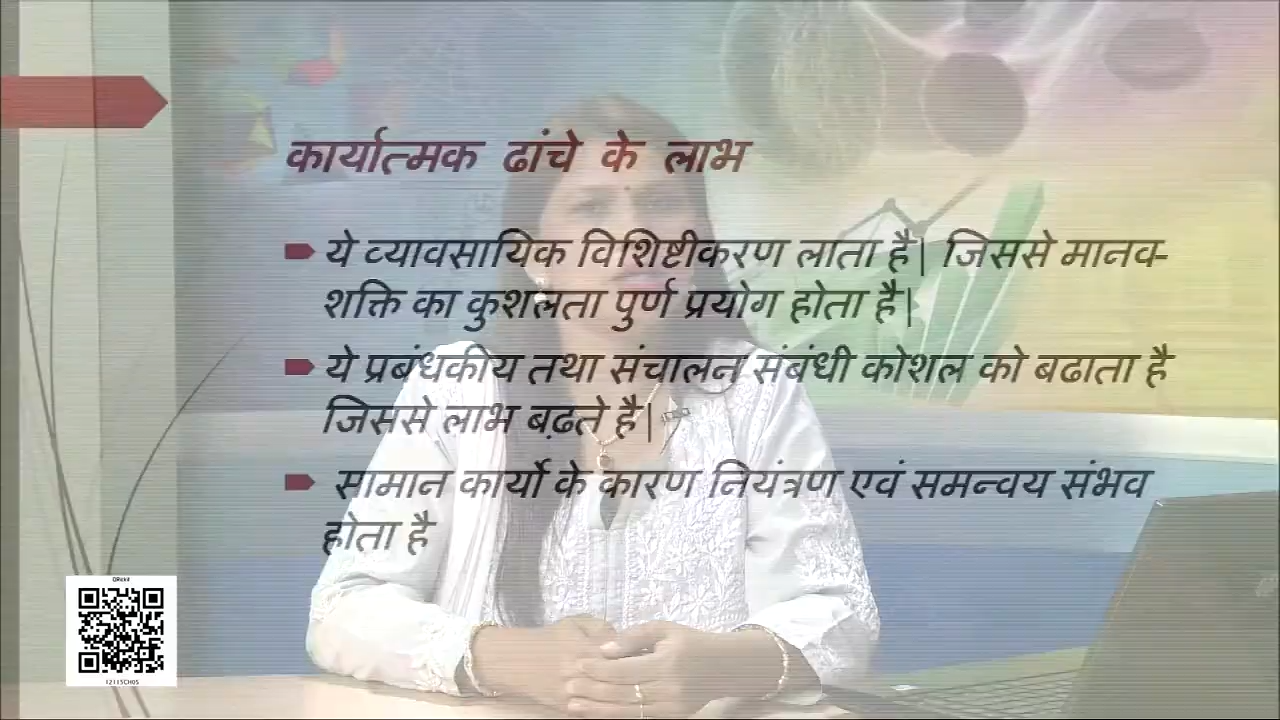 कार्यात्मक ढांचे के लाभ
ये व्यावसायिक विशिष्टीकरण लाता है| जिससे मानव-
शक्ति का कुशलता पुर्ण प्रयोग होता है|
ये प्रबंधकीय तथा संचालन संबंधी कोशल को बढाता है
जिससे लाभ बढ़ते है|
सामान कार्यो के कारण नियंत्रण एवं समन्वय संभव
होता है
12115CH05